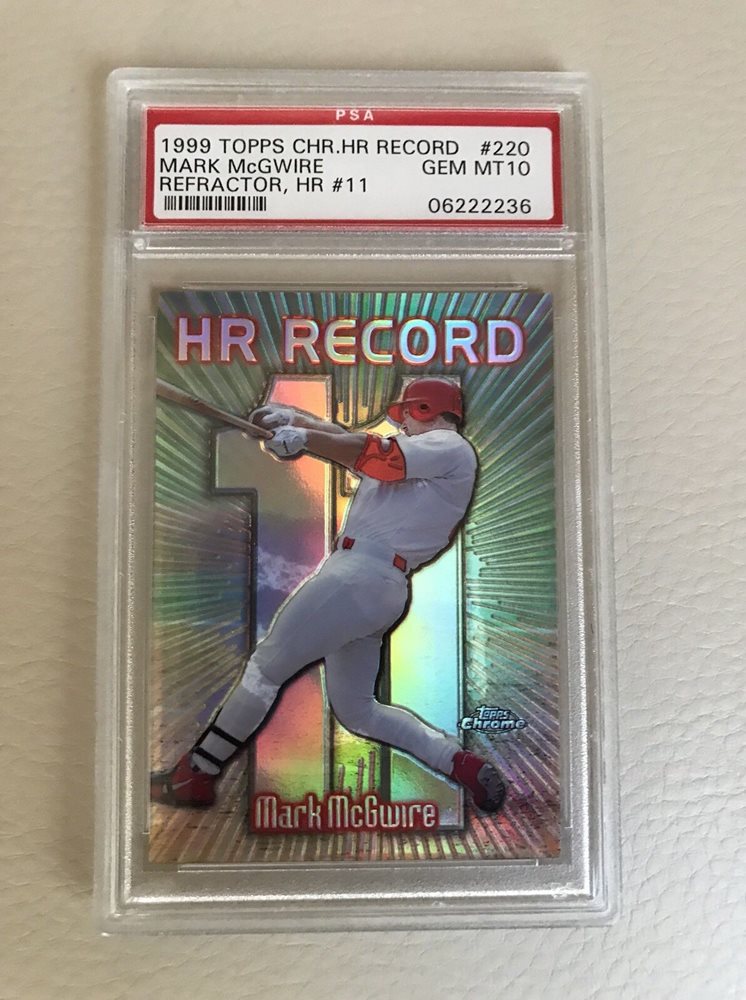 PSA
1999 TOPPS CHR.HR RECORD #220
MARK McGWIRE GEM MT10
REFRACTOR, HR #11
06222236
HR RECORD
11
Topps
Chrome
Mark McGwire